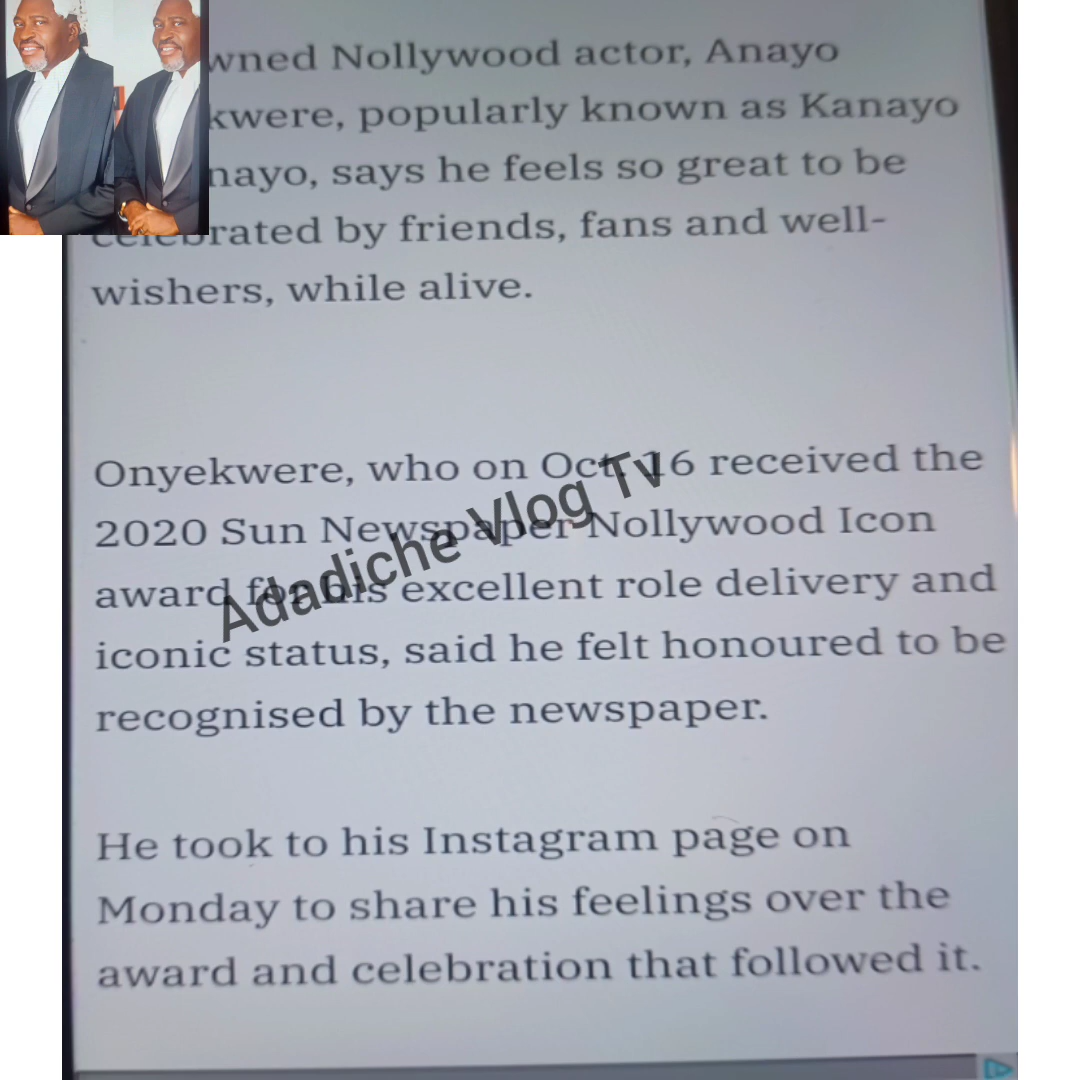 wned Nollywood actor, Anayo
kwere, popularly known as Kanayo
nayo, says he feels so great to be
celebrated by friends, fans and well-
wishers, while alive.
Onyekwere, who on Oct. 16 received the
2020 Sun Newspaper Nollywood Icon
award for his excellent role delivery and
iconic status, said he felt honoured to be
recognised by the newspaper.
Adadiche Vlog Tv
He took to his Instagram page on
Monday to share his feelings over the
award and celebration that followed it.